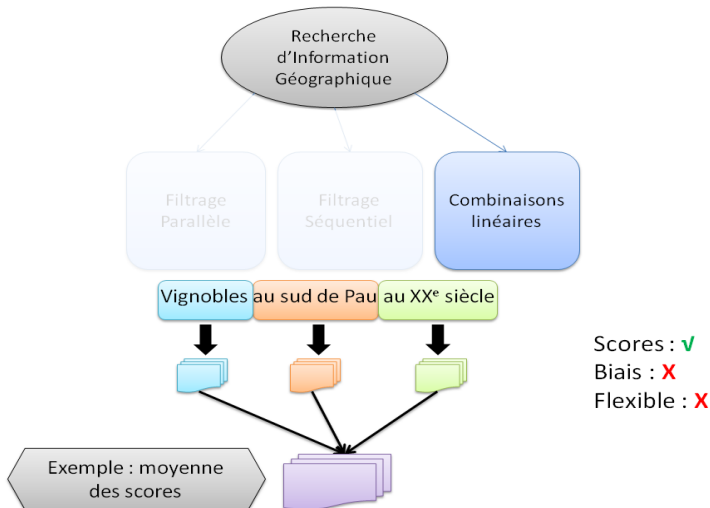 Recherche
d'Information
Géographique
Filtrage
Parallèle
Filtrage
Séquentiel
Combinaisons
linéaires
Vignobles au sud de Pau au XXᵉ siècle
Scores : √
Biais : X
Flexible : X
Exemple : moyenne
des scores